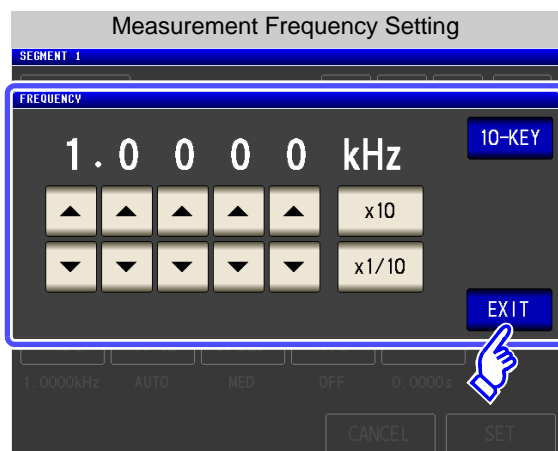 Measurement Frequency Setting
SEGMENT 1
FREQUENCY
1.0000 kHz
10-KEY
x10
x1/10
EXIT
1.0000kHz AUTO MED OFF 0.0000s
CANCEL SET